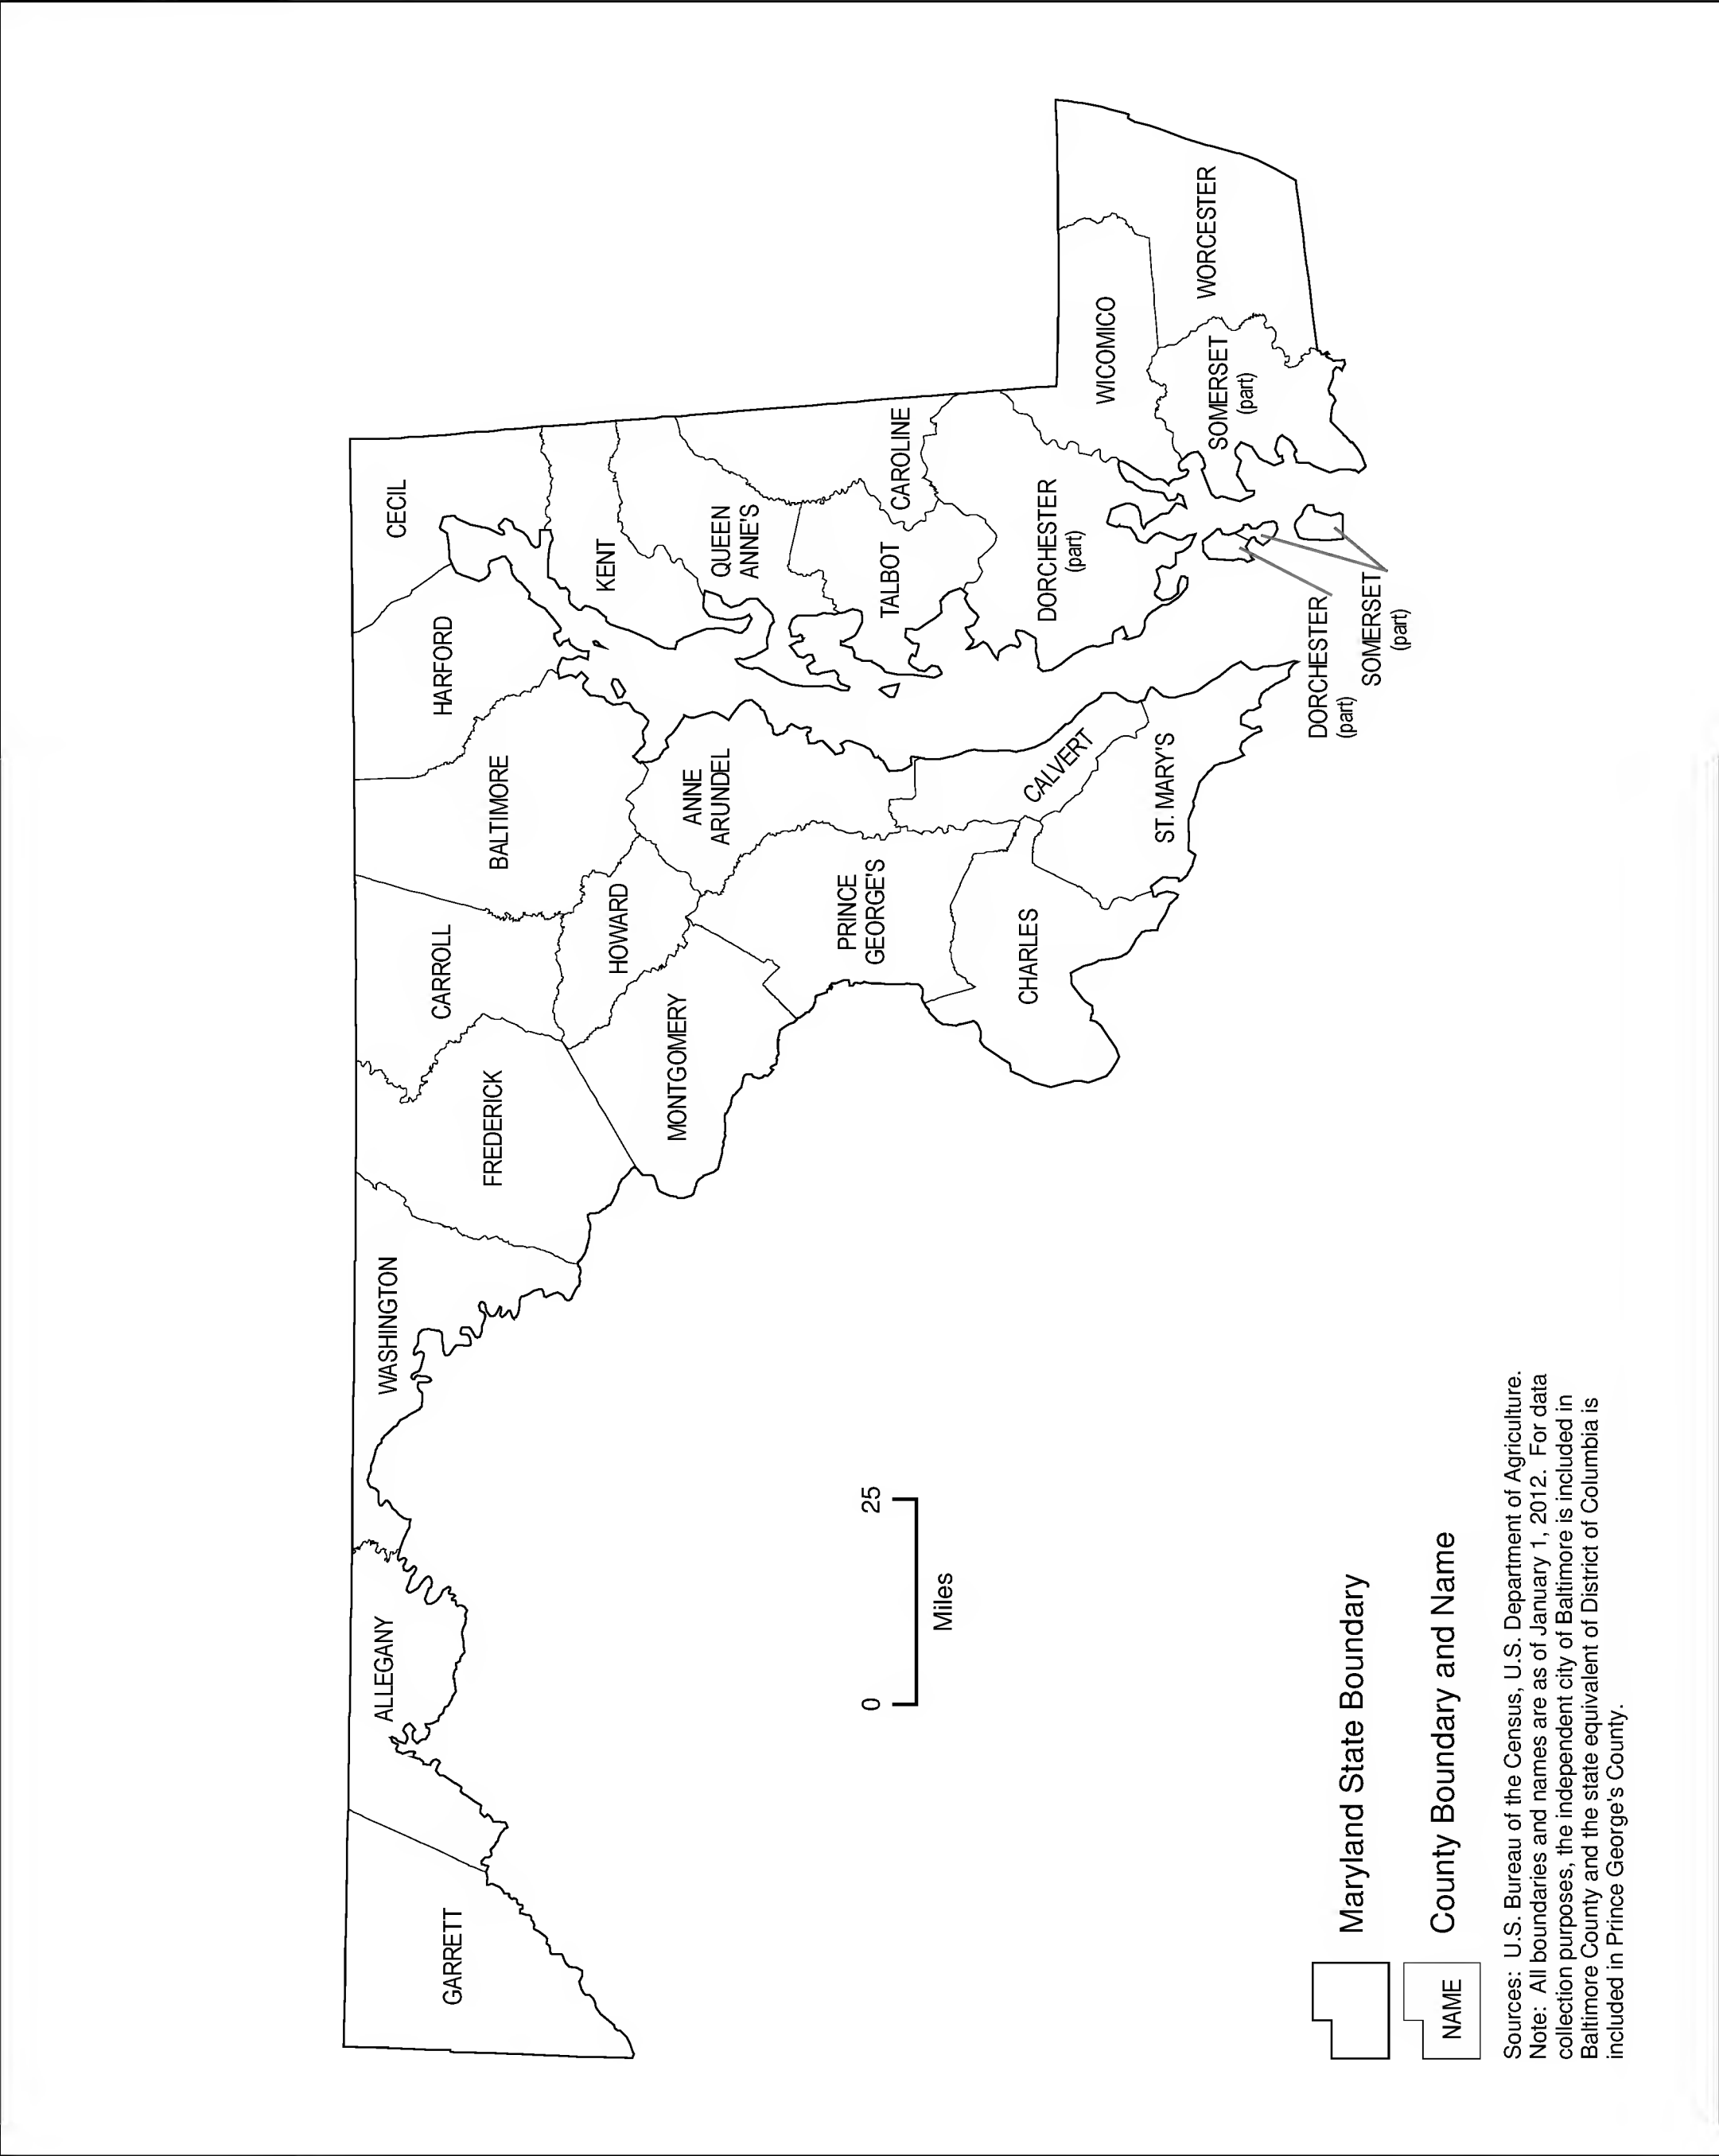 GARRETT
ALLEGANY
WASHINGTON
FREDERICK
CARROLL
BALTIMORE
HARFORD
CECIL
MONTGOMERY
HOWARD
ANNE
ARUNDEL
KENT
QUEEN
ANNE'S
PRINCE
GEORGE'S
TALBOT
CAROLINE
CHARLES
CALVERT
ST. MARY'S
DORCHESTER
(part)
WICOMICO
WORCESTER
SOMERSET
(part)
DORCHESTER
(part)
SOMERSET
(part)
0 25
Miles
Maryland State Boundary
NAME County Boundary and Name
Sources: U.S. Bureau of the Census, U.S. Department of Agriculture.
Note: All boundaries and names are as of January 1, 2012. For data
collection purposes, the independent city of Baltimore is included in
Baltimore County and the state equivalent of District of Columbia is
included in Prince George's County.